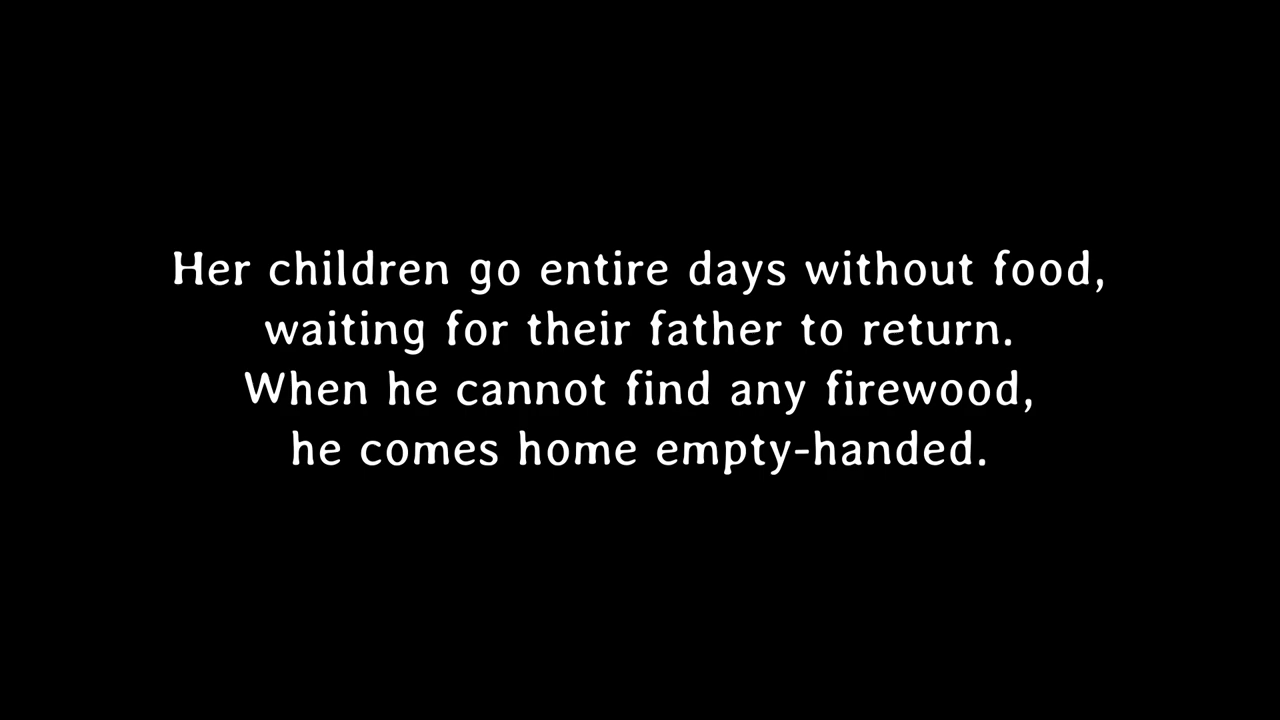 Her children go entire days without food,
waiting for their father to return.
When he cannot find any firewood,
he comes home empty-handed.